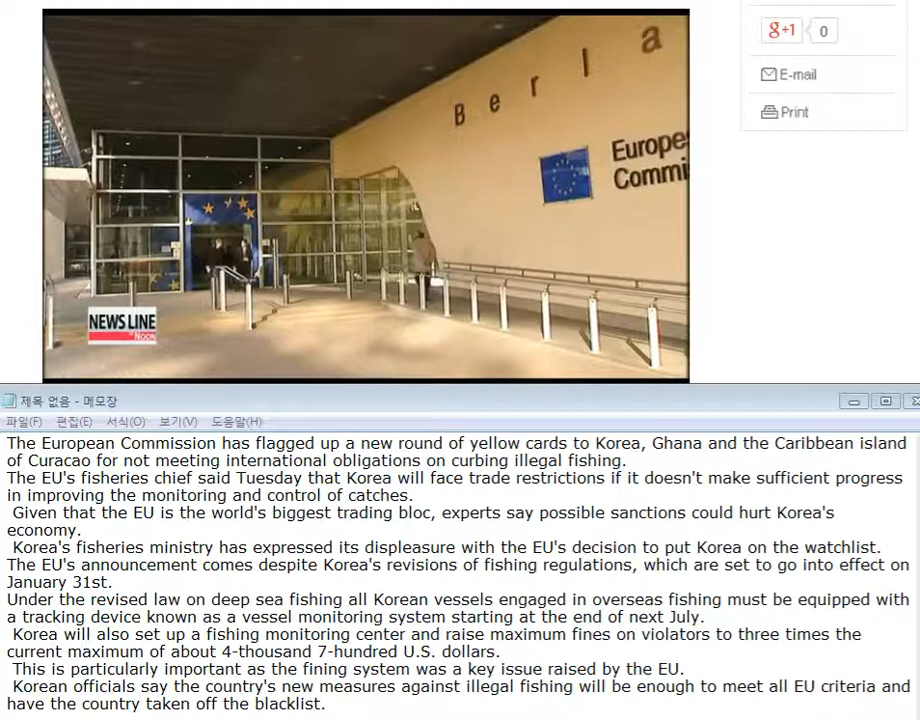 Berla
Europe
Commi
NEWS LINE
at Noon
g+1 0
E-mail
Print
제목 없음 - 메모장
파일(F) 편집(E) 서식(O) 보기(V) 도움말(H)
The European Commission has flagged up a new round of yellow cards to Korea, Ghana and the Caribbean island
of Curacao for not meeting international obligations on curbing illegal fishing.
The EU's fisheries chief said Tuesday that Korea will face trade restrictions if it doesn't make sufficient progress
in improving the monitoring and control of catches.
Given that the EU is the world's biggest trading bloc, experts say possible sanctions could hurt Korea's
economy.
Korea's fisheries ministry has expressed its displeasure with the EU's decision to put Korea on the watchlist.
The EU's announcement comes despite Korea's revisions of fishing regulations, which are set to go into effect on
January 31st.
Under the revised law on deep sea fishing all Korean vessels engaged in overseas fishing must be equipped with
a tracking device known as a vessel monitoring system starting at the end of next July.
Korea will also set up a fishing monitoring center and raise maximum fines on violators to three times the
current maximum of about 4-thousand 7-hundred U.S. dollars.
This is particularly important as the fining system was a key issue raised by the EU.
Korean officials say the country's new measures against illegal fishing will be enough to meet all EU criteria and
have the country taken off the blacklist.